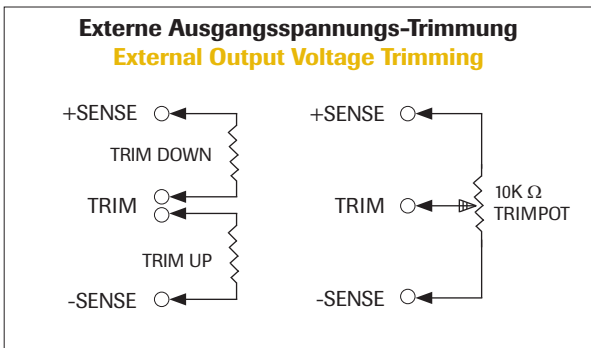 Externe Ausgangsspannungs-Trimmung
External Output Voltage Trimming
+SENSE
TRIM DOWN
TRIM
TRIM UP
-SENSE
+SENSE
TRIM
10K Ω
TRIMPOT
-SENSE